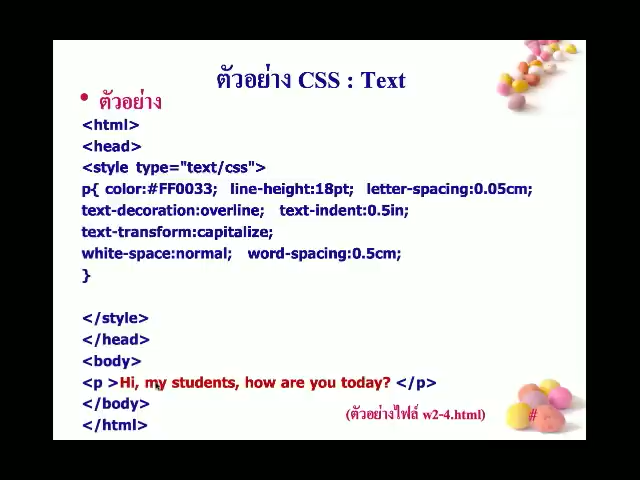 ตัวอย่าง CSS : Text
• ตัวอย่าง
<html>
<head>
<style type="text/css">
p{ color:#FF0033; line-height:18pt; letter-spacing:0.05cm;
text-decoration:overline; text-indent:0.5in;
text-transform:capitalize;
white-space:normal; word-spacing:0.5cm;
}
</style>
</head>
<body>
<p >Hi, my students, how are you today? </p>
</body>
</html>
(ตัวอย่างไฟล์ w2-4.html)
#